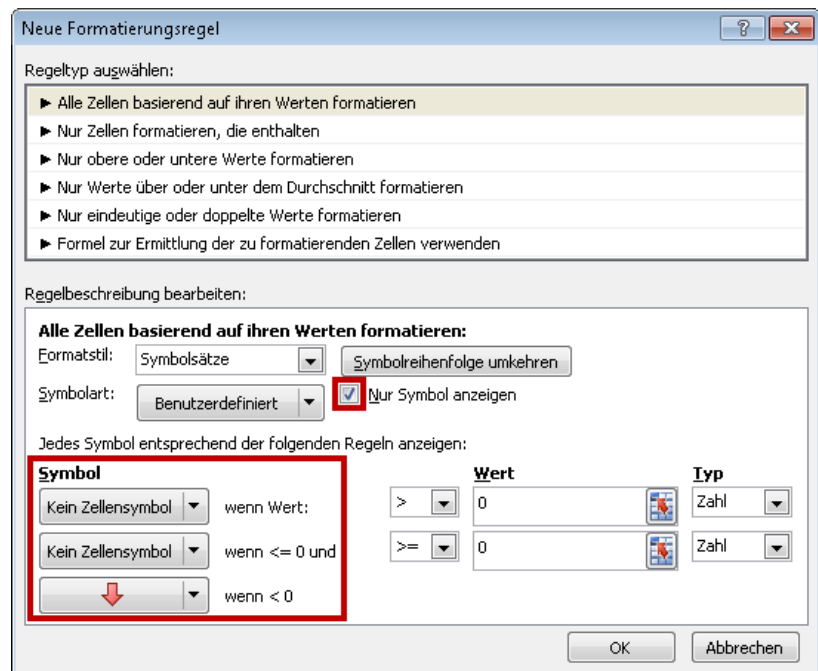 Neue Formatierungsregel
Regeltyp auswählen:
► Alle Zellen basierend auf ihren Werten formatieren
► Nur Zellen formatieren, die enthalten
► Nur obere oder untere Werte formatieren
► Nur Werte über oder unter dem Durchschnitt formatieren
► Nur eindeutige oder doppelte Werte formatieren
► Formel zur Ermittlung der zu formatierenden Zellen verwenden
Regelbeschreibung bearbeiten:
Alle Zellen basierend auf ihren Werten formatieren:
Formatstil: Symbolsätze Symbolreihenfolge umkehren
Symbolart: Benutzerdefiniert Nur Symbol anzeigen
Jedes Symbol entsprechend der folgenden Regeln anzeigen:
Symbol Wert Typ
Kein Zellensymbol wenn Wert: > 0 Zahl
Kein Zellensymbol wenn <= 0 und >= 0 Zahl
wenn < 0
OK Abbrechen